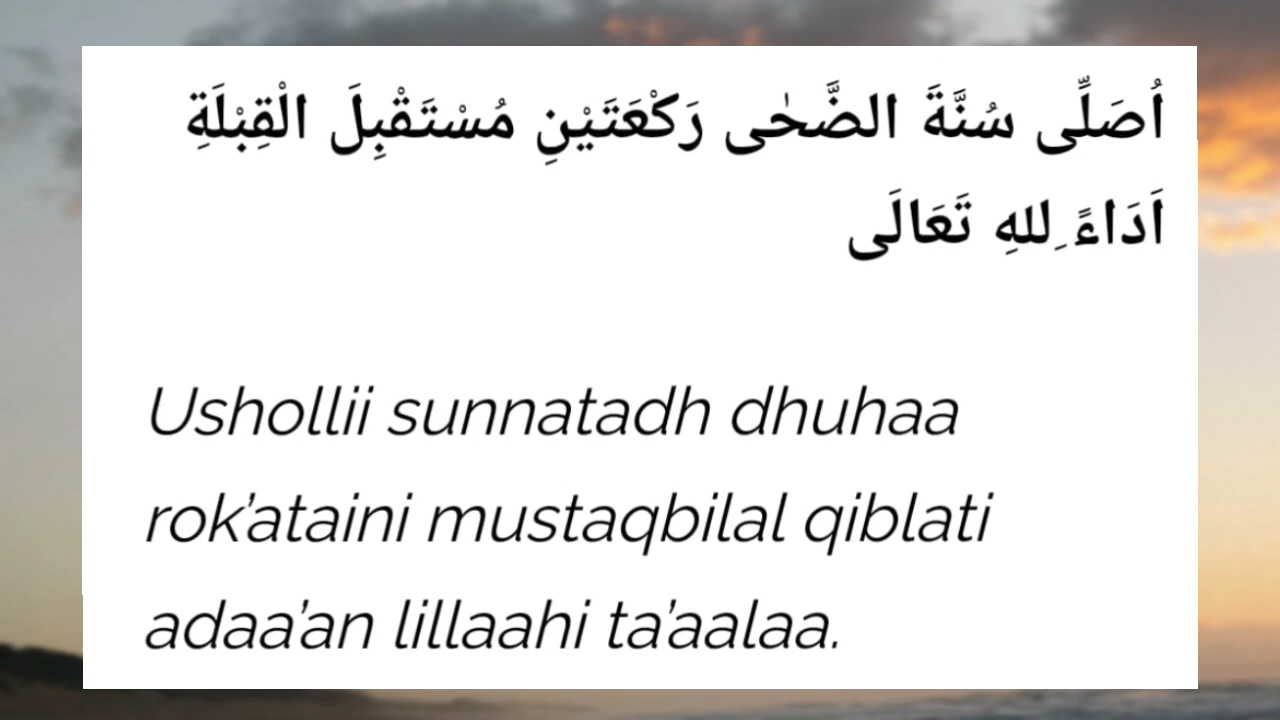 اُصَلِّى سُنَّةَ الضَّحٰى رَكْعَتَيْنِ مُسْتَقْبِلَ الْقِبْلَةِ
اَدَاءً ِللهِ تَعَالَى
Ushollii sunnatadh dhuhaa
rok’ataini mustaqbilal qiblati
adaa’an lillaahi ta’aalaa.